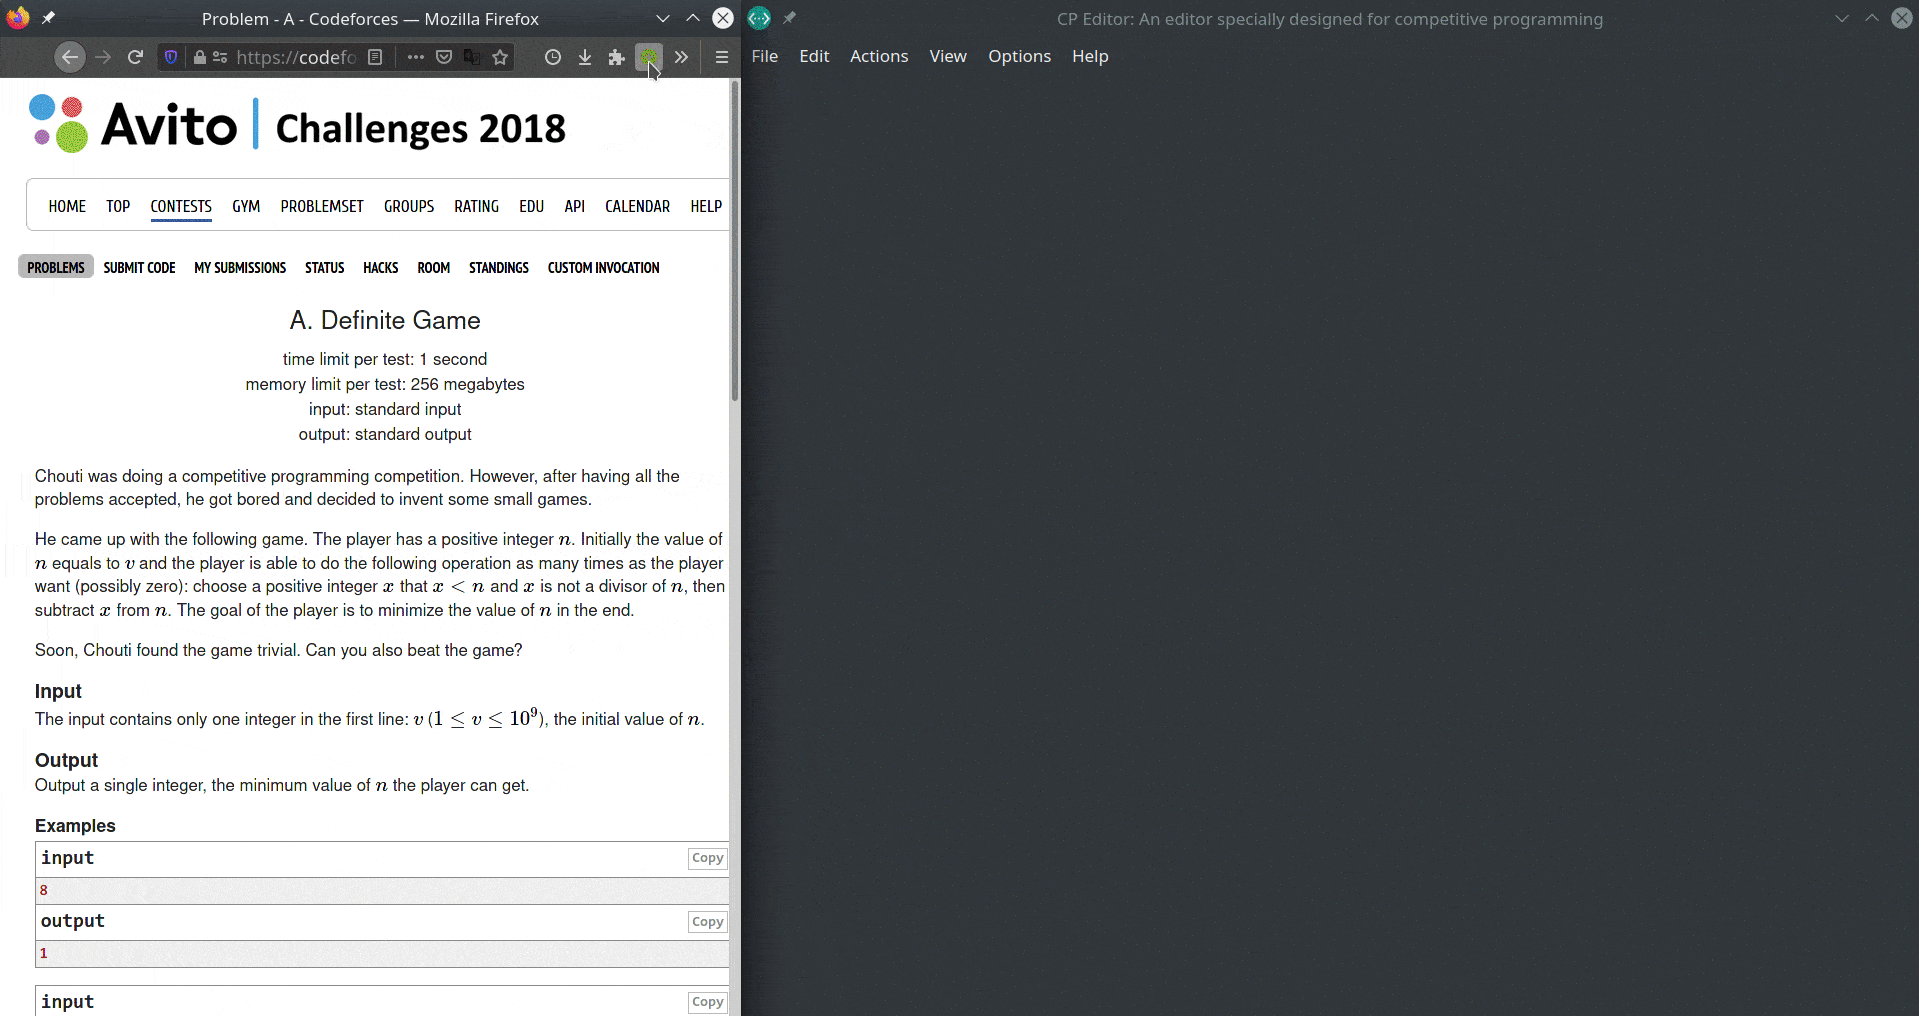 Problem - A - Codeforces — Mozilla Firefox
https://codefo
Avito | Challenges 2018
HOME TOP CONTESTS GYM PROBLEMSET GROUPS RATING EDU API CALENDAR HELP
PROBLEMS SUBMIT CODE MY SUBMISSIONS STATUS HACKS ROOM STANDINGS CUSTOM INVOCATION
A. Definite Game
time limit per test: 1 second
memory limit per test: 256 megabytes
input: standard input
output: standard output
Chouti was doing a competitive programming competition. However, after having all the
problems accepted, he got bored and decided to invent some small games.
He came up with the following game. The player has a positive integer n. Initially the value of
n equals to v and the player is able to do the following operation as many times as the player
want (possibly zero): choose a positive integer x that x < n and x is not a divisor of n, then
subtract x from n. The goal of the player is to minimize the value of n in the end.
Soon, Chouti found the game trivial. Can you also beat the game?
Input
The input contains only one integer in the first line: v (1 ≤ v ≤ 10⁹), the initial value of n.
Output
Output a single integer, the minimum value of n the player can get.
Examples
input Copy
8
output Copy
1
input Copy
CP Editor: An editor specially designed for competitive programming
File Edit Actions View Options Help